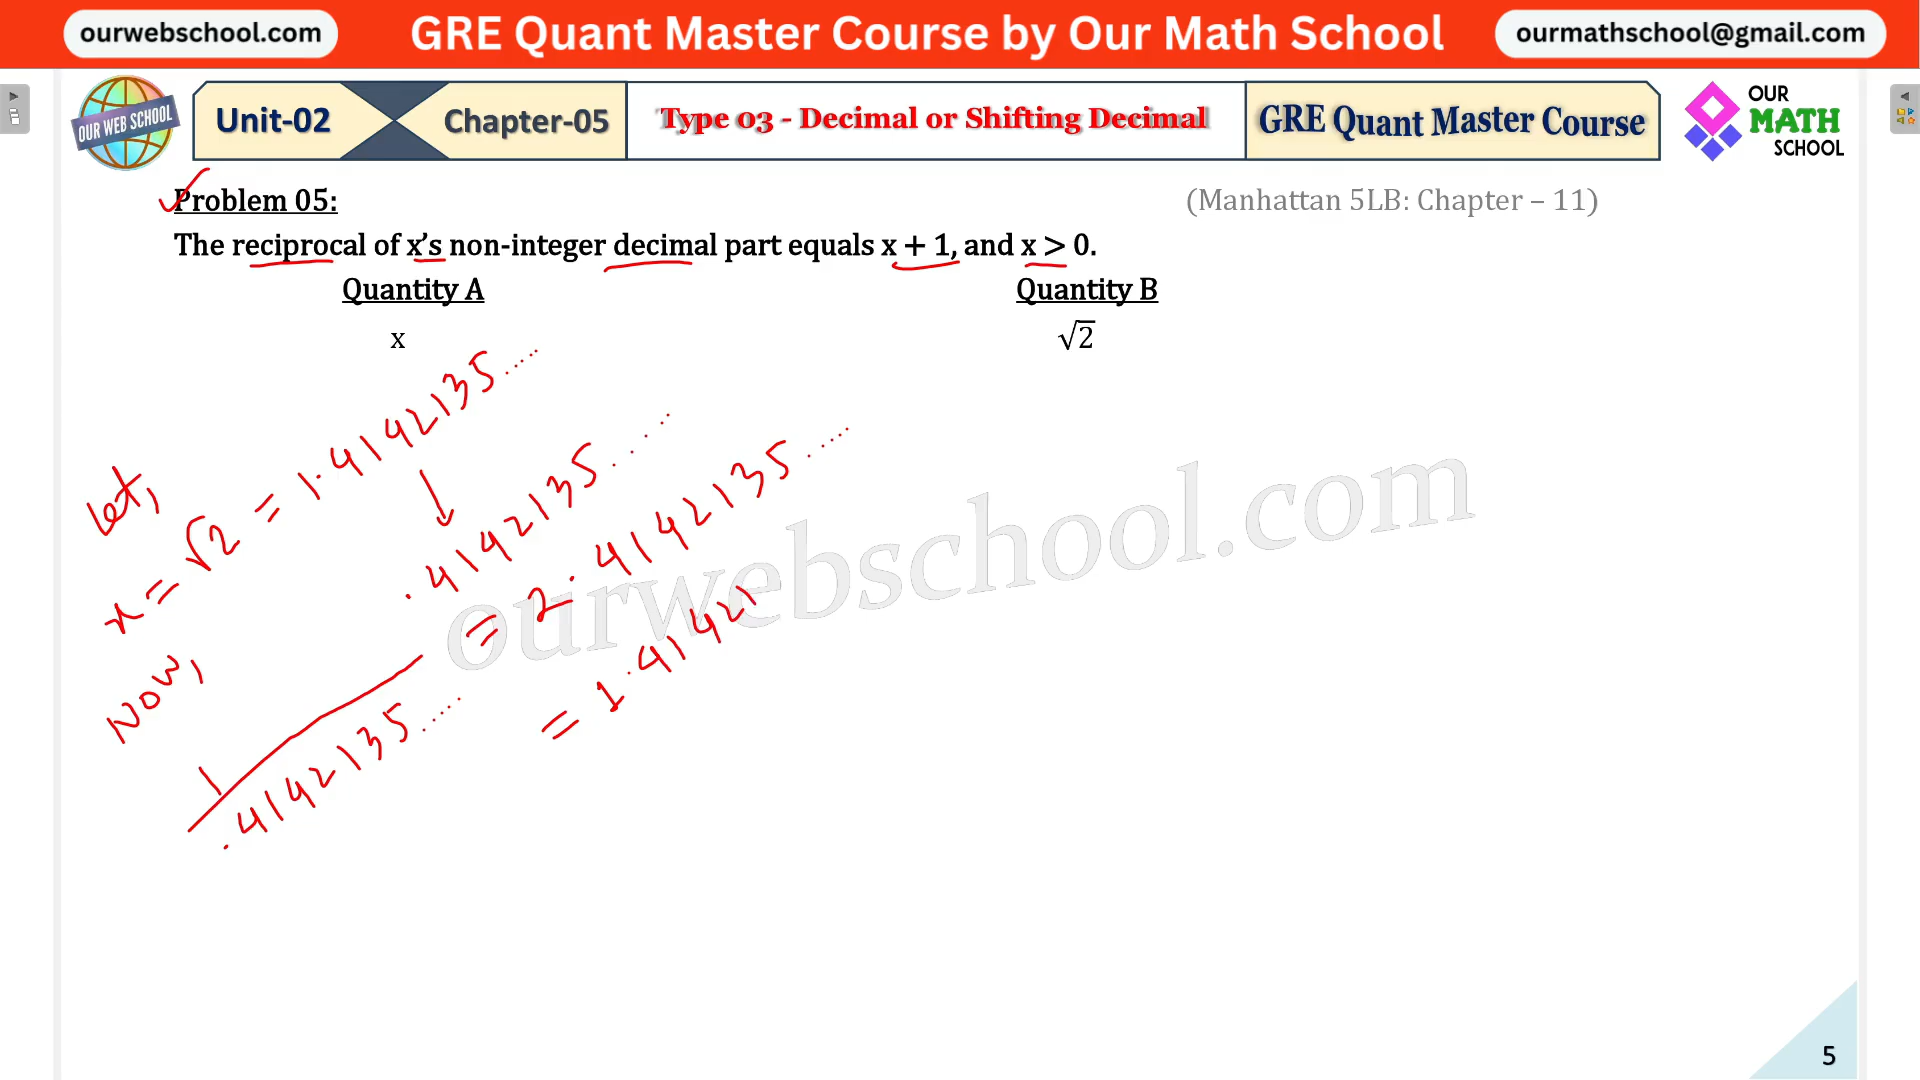 ourwebschool.com
GRE Quant Master Course by Our Math School
ourmathschool@gmail.com
OUR WEB SCHOOL
Unit-02
Chapter-05
Type 03 - Decimal or Shifting Decimal
GRE Quant Master Course
OUR
MATH
SCHOOL
Problem 05:
(Manhattan 5LB: Chapter – 11)
The reciprocal of x’s non-integer decimal part equals x + 1, and x > 0.
Quantity A
Quantity B
x
√2
Let,
x = √2 = 1.4142135.....
↓
.4142135.....
Now,
1/.4142135..... = 2.4142135.....
= 1.41421
ourwebschool.com
5